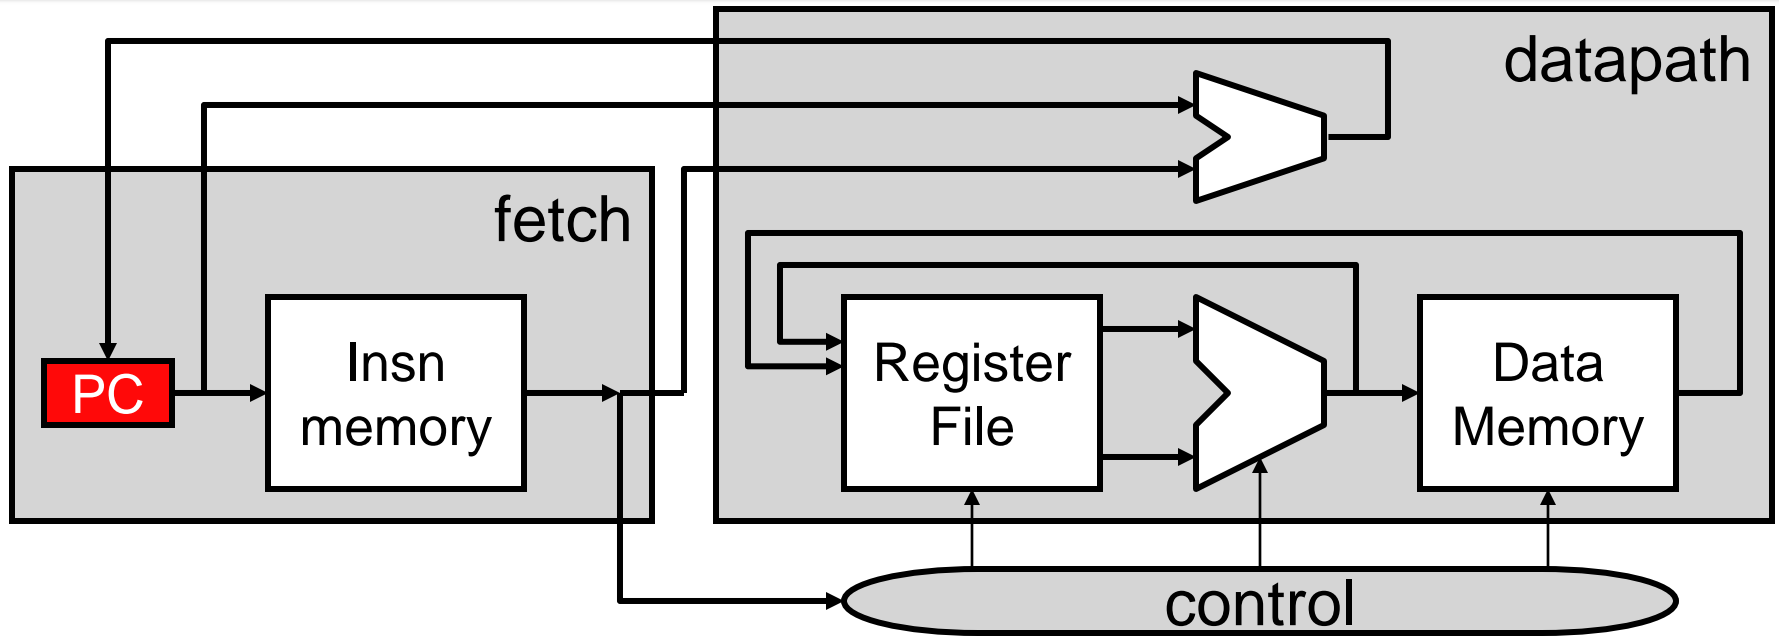 datapath
fetch
PC
Insn
memory
Register
File
Data
Memory
control